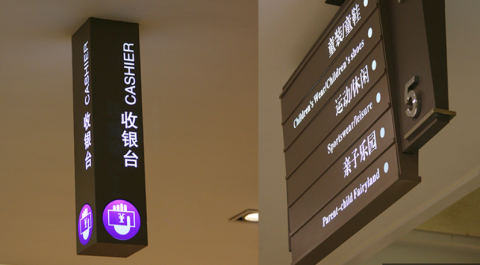 CASHIER
收银台
¥
CASHIER
收银台
¥
童装/童鞋
Children's Wear/Children's shoes
运动/休闲
Sportswear/leisure
亲子乐园
Parent-child Fairyland
5